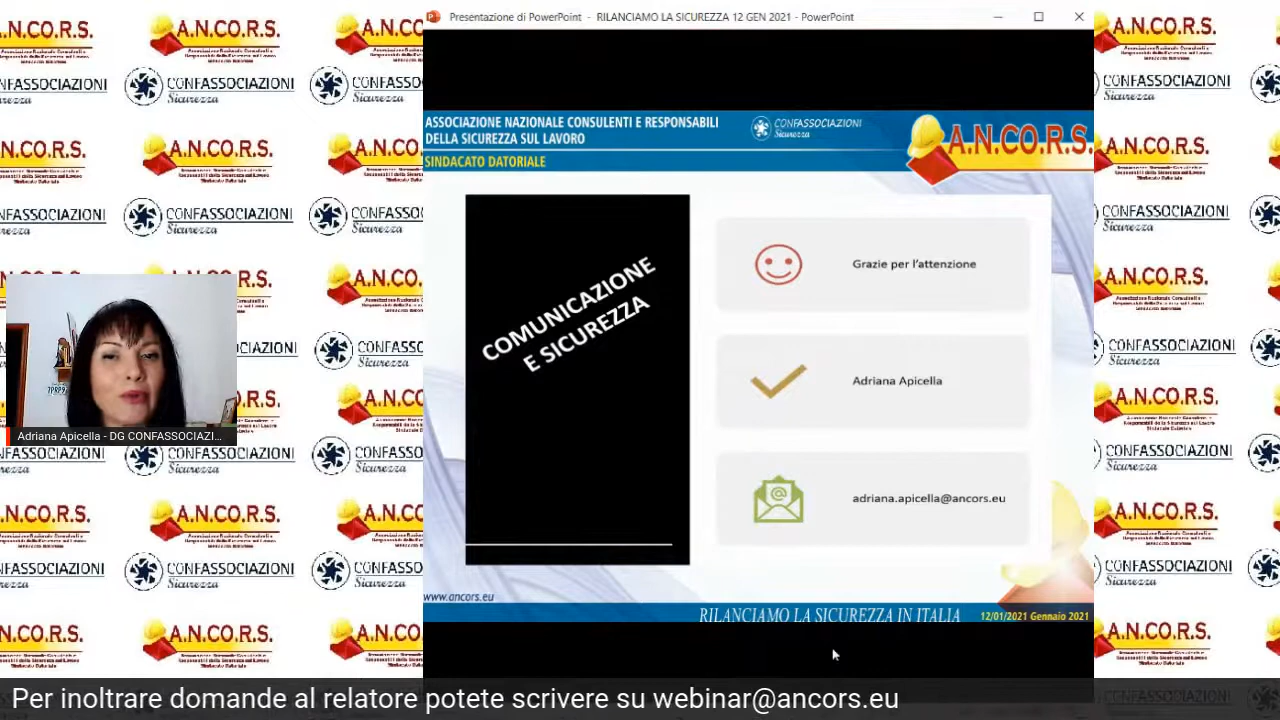 Presentazione di PowerPoint - RILANCIAMO LA SICUREZZA 12 GEN 2021 - PowerPoint
ASSOCIAZIONE NAZIONALE CONSULENTI E RESPONSABILI
DELLA SICUREZZA SUL LAVORO
SINDACATO DATORIALE
CONFASSOCIAZIONI
Sicurezza
A.N.CO.R.S.
COMUNICAZIONE
E SICUREZZA
Grazie per l'attenzione
Adriana Apicella
adriana.apicella@ancors.eu
www.ancors.eu
RILANCIAMO LA SICUREZZA IN ITALIA
12/01/2021 Gennaio 2021
A.N.CO.R.S.
CONFASSOCIAZIONI
Sicurezza
Adriana Apicella - DG CONFASSOCIAZI...
Per inoltrare domande al relatore potete scrivere su webinar@ancors.eu